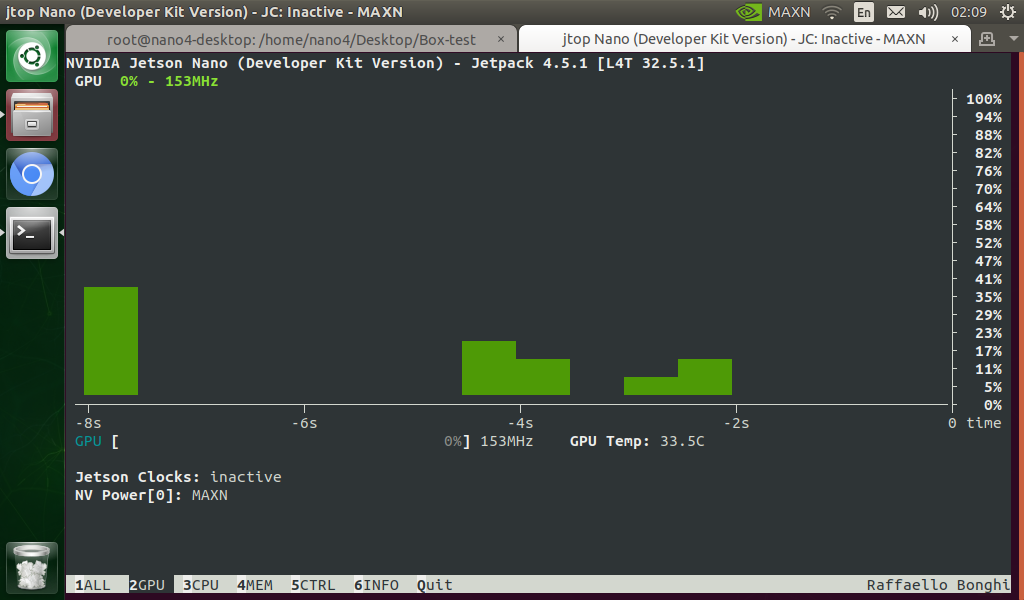 jtop Nano (Developer Kit Version) - JC: Inactive – MAXN
MAXN En 02:09
root@nano4-desktop: /home/nano4/Desktop/Box-test ×
jtop Nano (Developer Kit Version) - JC: Inactive – MAXN ×
NVIDIA Jetson Nano (Developer Kit Version) - Jetpack 4.5.1 [L4T 32.5.1]
GPU 0% - 153MHz
100%
94%
88%
82%
76%
70%
64%
58%
52%
47%
41%
35%
29%
23%
17%
11%
5%
0%
-8s -6s -4s -2s 0 time
GPU [ 0%] 153MHz GPU Temp: 33.5C
Jetson Clocks: inactive
NV Power[0]: MAXN
1ALL 2GPU 3CPU 4MEM 5CTRL 6INFO Quit Raffaello Bonghi